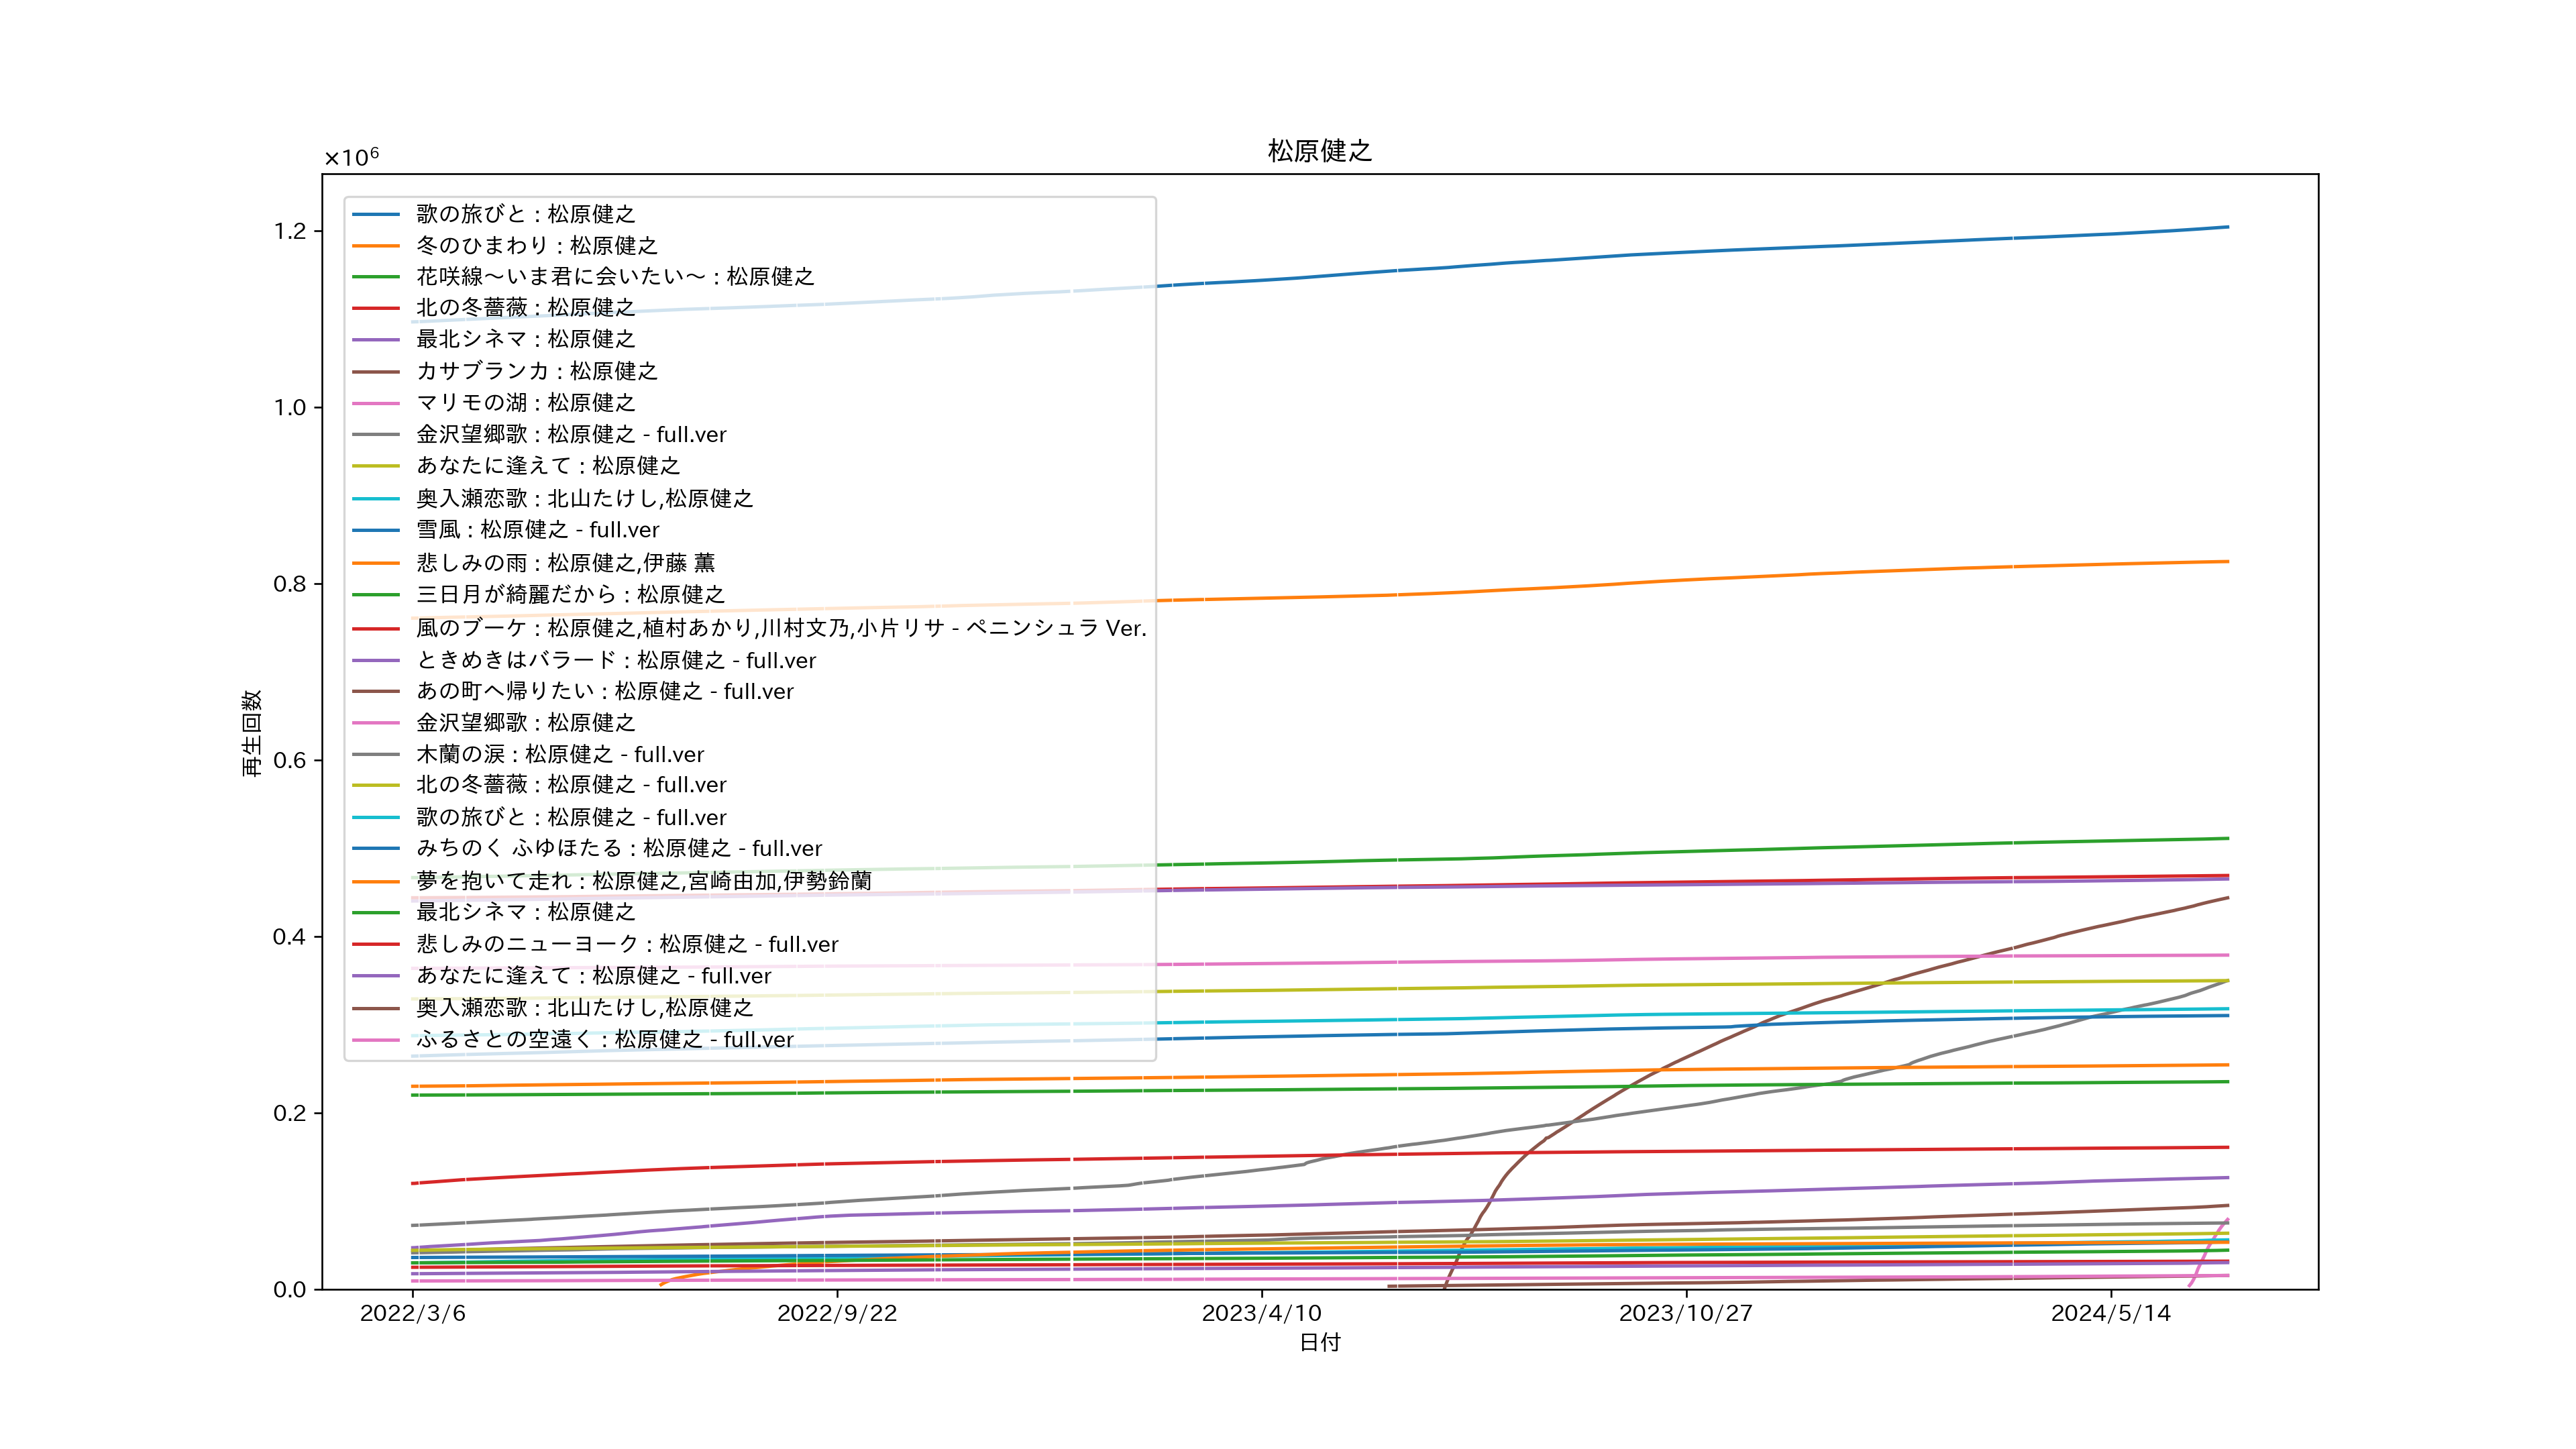 松原健之
×10⁶
1.2
1.0
0.8
0.6
0.4
0.2
0.0
再生回数
歌の旅びと : 松原健之
冬のひまわり : 松原健之
花咲線～いま君に会いたい～ : 松原健之
北の冬薔薇 : 松原健之
最北シネマ : 松原健之
カサブランカ : 松原健之
マリモの湖 : 松原健之
金沢望郷歌 : 松原健之 - full.ver
あなたに逢えて : 松原健之
奥入瀬恋歌 : 北山たけし,松原健之
雪風 : 松原健之 - full.ver
悲しみの雨 : 松原健之,伊藤 薫
三日月が綺麗だから : 松原健之
風のブーケ : 松原健之,植村あかり,川村文乃,小片リサ - ペニンシュラ Ver.
ときめきはバラード : 松原健之 - full.ver
あの町へ帰りたい : 松原健之 - full.ver
金沢望郷歌 : 松原健之
木蘭の涙 : 松原健之 - full.ver
北の冬薔薇 : 松原健之 - full.ver
歌の旅びと : 松原健之 - full.ver
みちのく ふゆほたる : 松原健之 - full.ver
夢を抱いて走れ : 松原健之,宮崎由加,伊勢鈴蘭
最北シネマ : 松原健之
悲しみのニューヨーク : 松原健之 - full.ver
あなたに逢えて : 松原健之 - full.ver
奥入瀬恋歌 : 北山たけし,松原健之
ふるさとの空遠く : 松原健之 - full.ver
2022/3/6
2022/9/22
2023/4/10
2023/10/27
2024/5/14
日付